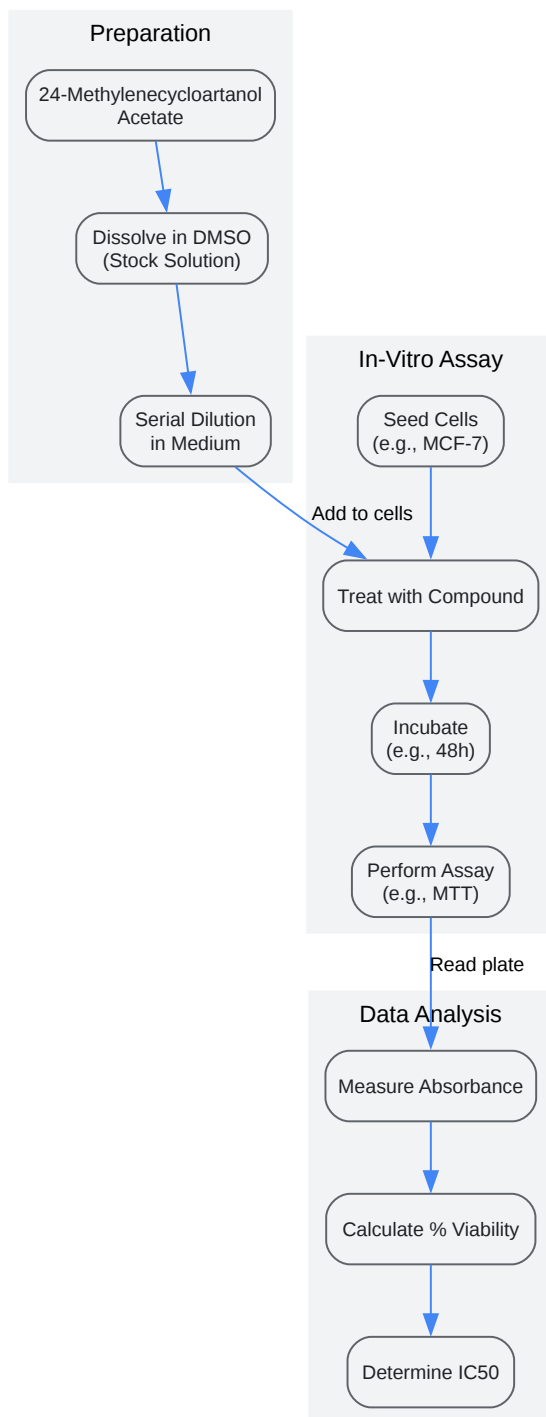 Preparation
24-Methylenecycloartanol
Acetate
Dissolve in DMSO
(Stock Solution)
Serial Dilution
in Medium
In-Vitro Assay
Seed Cells
(e.g., MCF-7)
Add to cells
Treat with Compound
Incubate
(e.g., 48h)
Perform Assay
(e.g., MTT)
Read plate
Data Analysis
Measure Absorbance
Calculate % Viability
Determine IC50